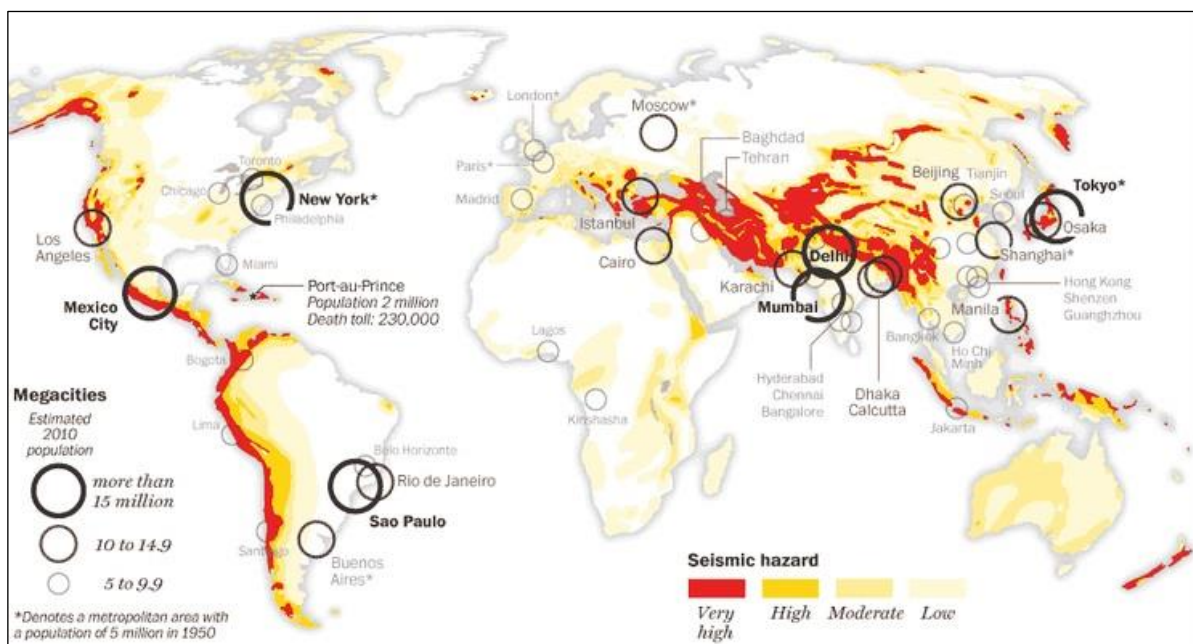 London*
Moscow*
Baghdad
Tehran
Paris*
Toronto
Chicago
New York*
Philadelphia
Madrid
Istanbul
Beijing
Tianjin
Seoul
Tokyo*
Osaka
Los
Angeles
Miami
Cairo
Delhi
Shanghai*
Karachi
Mumbai
Port-au-Prince
Population 2 million
Death toll: 230,000
Mexico
City
Hong Kong
Shenzen
Guanghzhou
Manila
Bogota
Lagos
Bangkok
Ho Chi
Minh
Hyderabad
Chennai
Bangalore
Dhaka
Calcutta
Kinshasha
Jakarta
Lima
Belo Horizonte
Rio de Janeiro
Sao Paulo
Santiago
Buenos
Aires*
Megacities
Estimated
2010
population
more than
15 million
10 to 14.9
5 to 9.9
*Denotes a metropolitan area with
a population of 5 million in 1950
Seismic hazard
Very
high
High
Moderate
Low